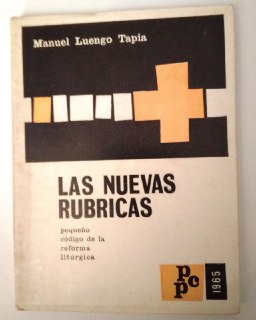 Manuel Luengo Tapia
LAS NUEVAS
RUBRICAS
pequeño
código de la
reforma
litúrgica
ppc
1965